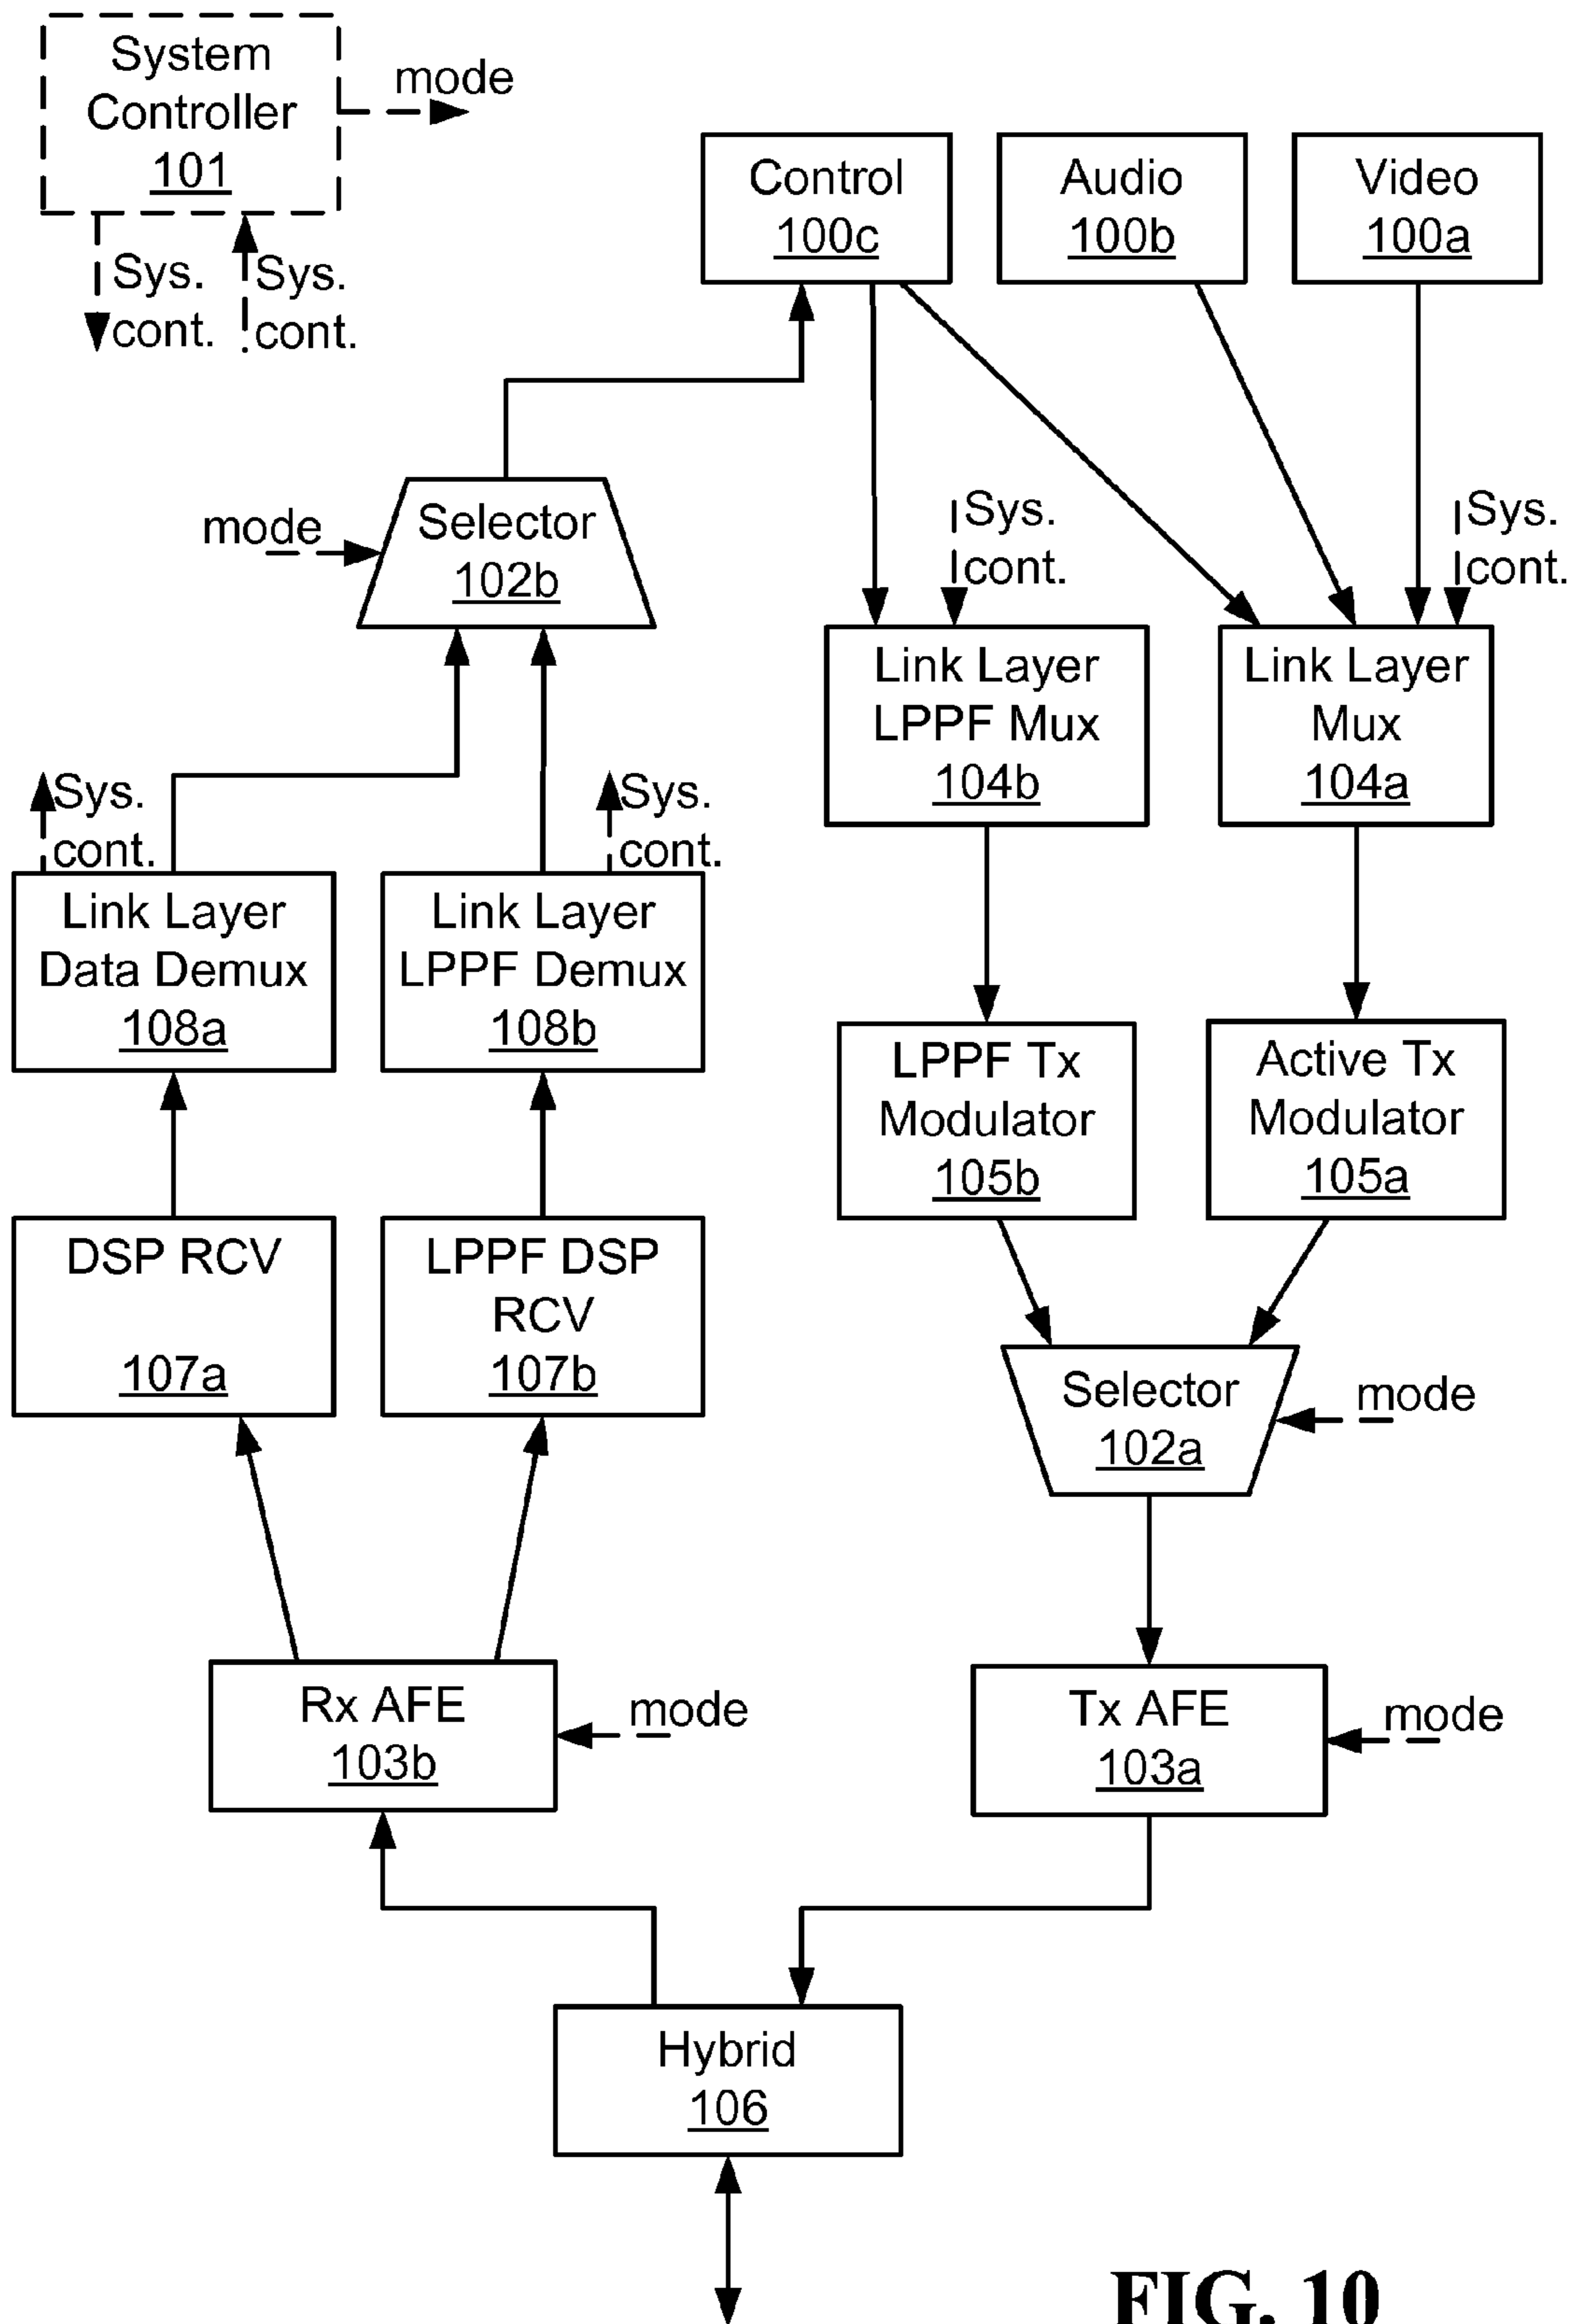 System
Controller
101
mode
Sys.
cont.
Sys.
cont.
Control
100c
Audio
100b
Video
100a
mode
Selector
102b
Sys.
cont.
Sys.
cont.
Link Layer
LPPF Mux
104b
Link Layer
Mux
104a
Sys.
cont.
Sys.
cont.
Link Layer
Data Demux
108a
Link Layer
LPPF Demux
108b
LPPF Tx
Modulator
105b
Active Tx
Modulator
105a
DSP RCV
107a
LPPF DSP
RCV
107b
Selector
102a
mode
Rx AFE
103b
mode
Tx AFE
103a
mode
Hybrid
106
FIG. 10